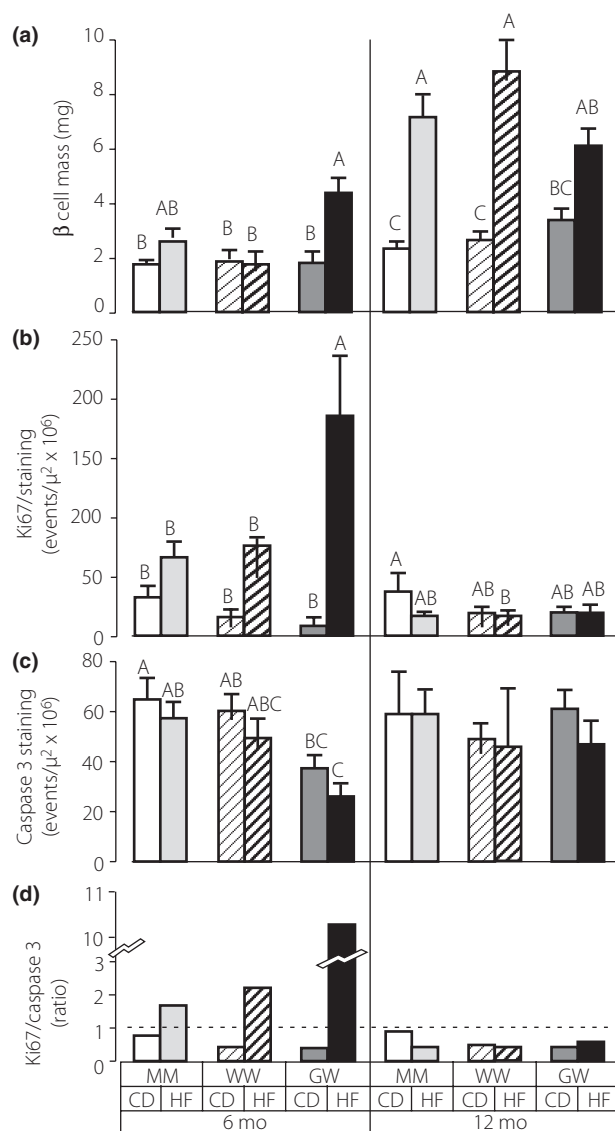 (a)
β cell mass (mg)
10
8
6
4
2
0
B
AB
B
B
B
A
C
A
C
A
BC
AB
(b)
Ki67/staining
(events/µ² x 10⁶)
250
200
150
200
50
0
B
B
B
B
B
A
A
AB
AB
B
AB
AB
(c)
Caspase 3 staining
(events/µ² x 10⁶)
80
60
40
20
0
A
AB
AB
ABC
BC
C
(d)
Ki67/caspase 3
(ratio)
11
10
3
2
1
0
MM WW GW MM WW GW
CD HF CD HF CD HF CD HF CD HF CD HF
6 mo 12 mo